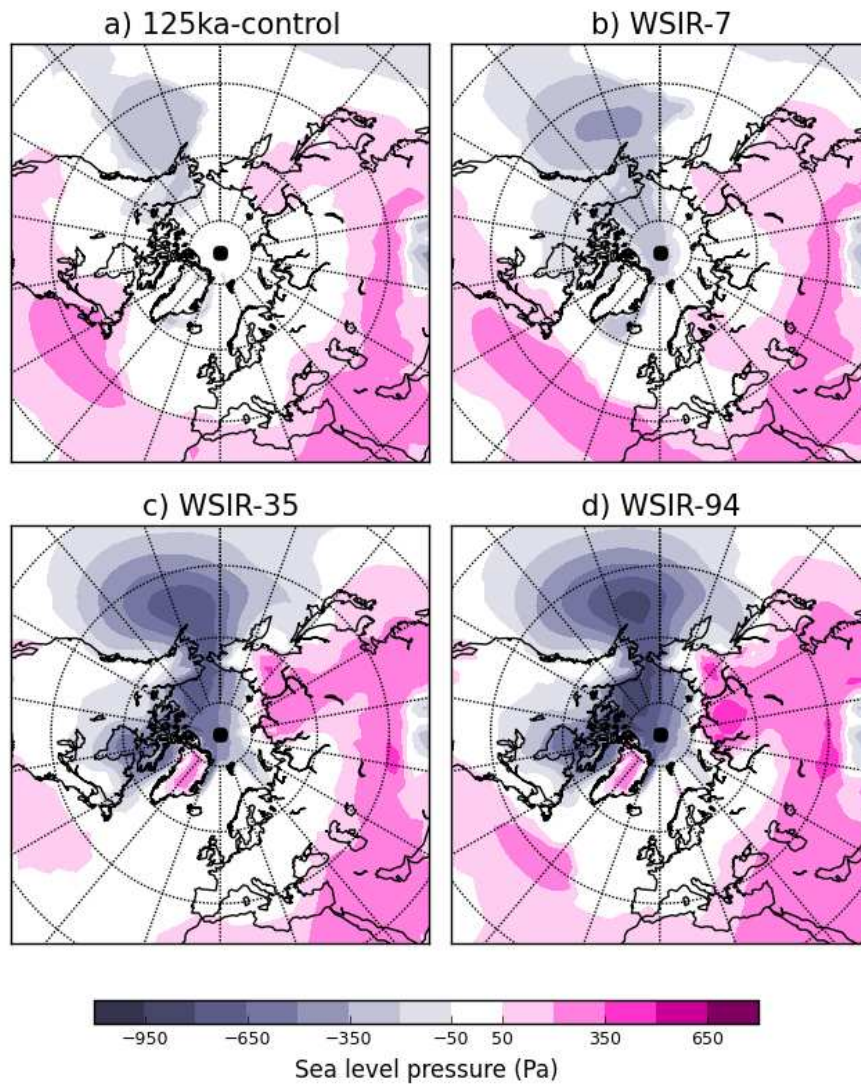 a) 125ka-control
b) WSIR-7
c) WSIR-35
d) WSIR-94
−950 −650 −350 −50 50 350 650
Sea level pressure (Pa)